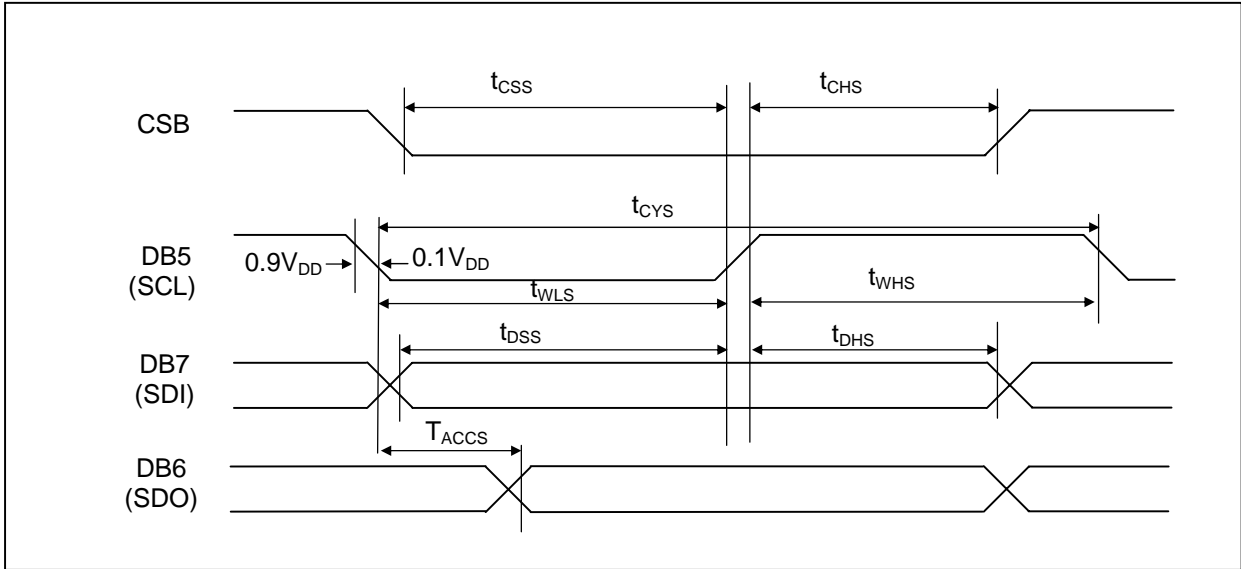 tCSS
tCHS
CSB
tCYS
DB5
(SCL)
0.9VDD
0.1VDD
tWLS
tWHS
tDSS
tDHS
DB7
(SDI)
TACCS
DB6
(SDO)